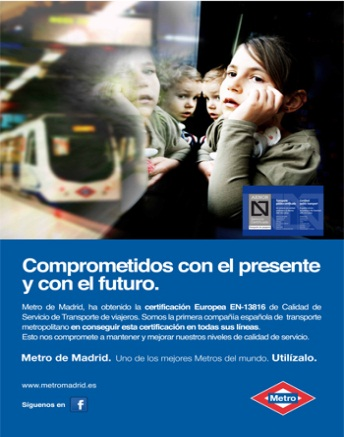 Comprometidos con el presente
y con el futuro.
Metro de Madrid, ha obtenido la certificación Europea EN-13816 de Calidad de
Servicio de Transporte de viajeros. Somos la primera compañía española de transporte
metropolitano en conseguir esta certificación en todas sus líneas.
Esto nos compromete a mantener y mejorar nuestros niveles de calidad de servicio.
Metro de Madrid. Uno de los mejores Metros del mundo. Utilízalo.
www.metromadrid.es
Síguenos en f
Metro